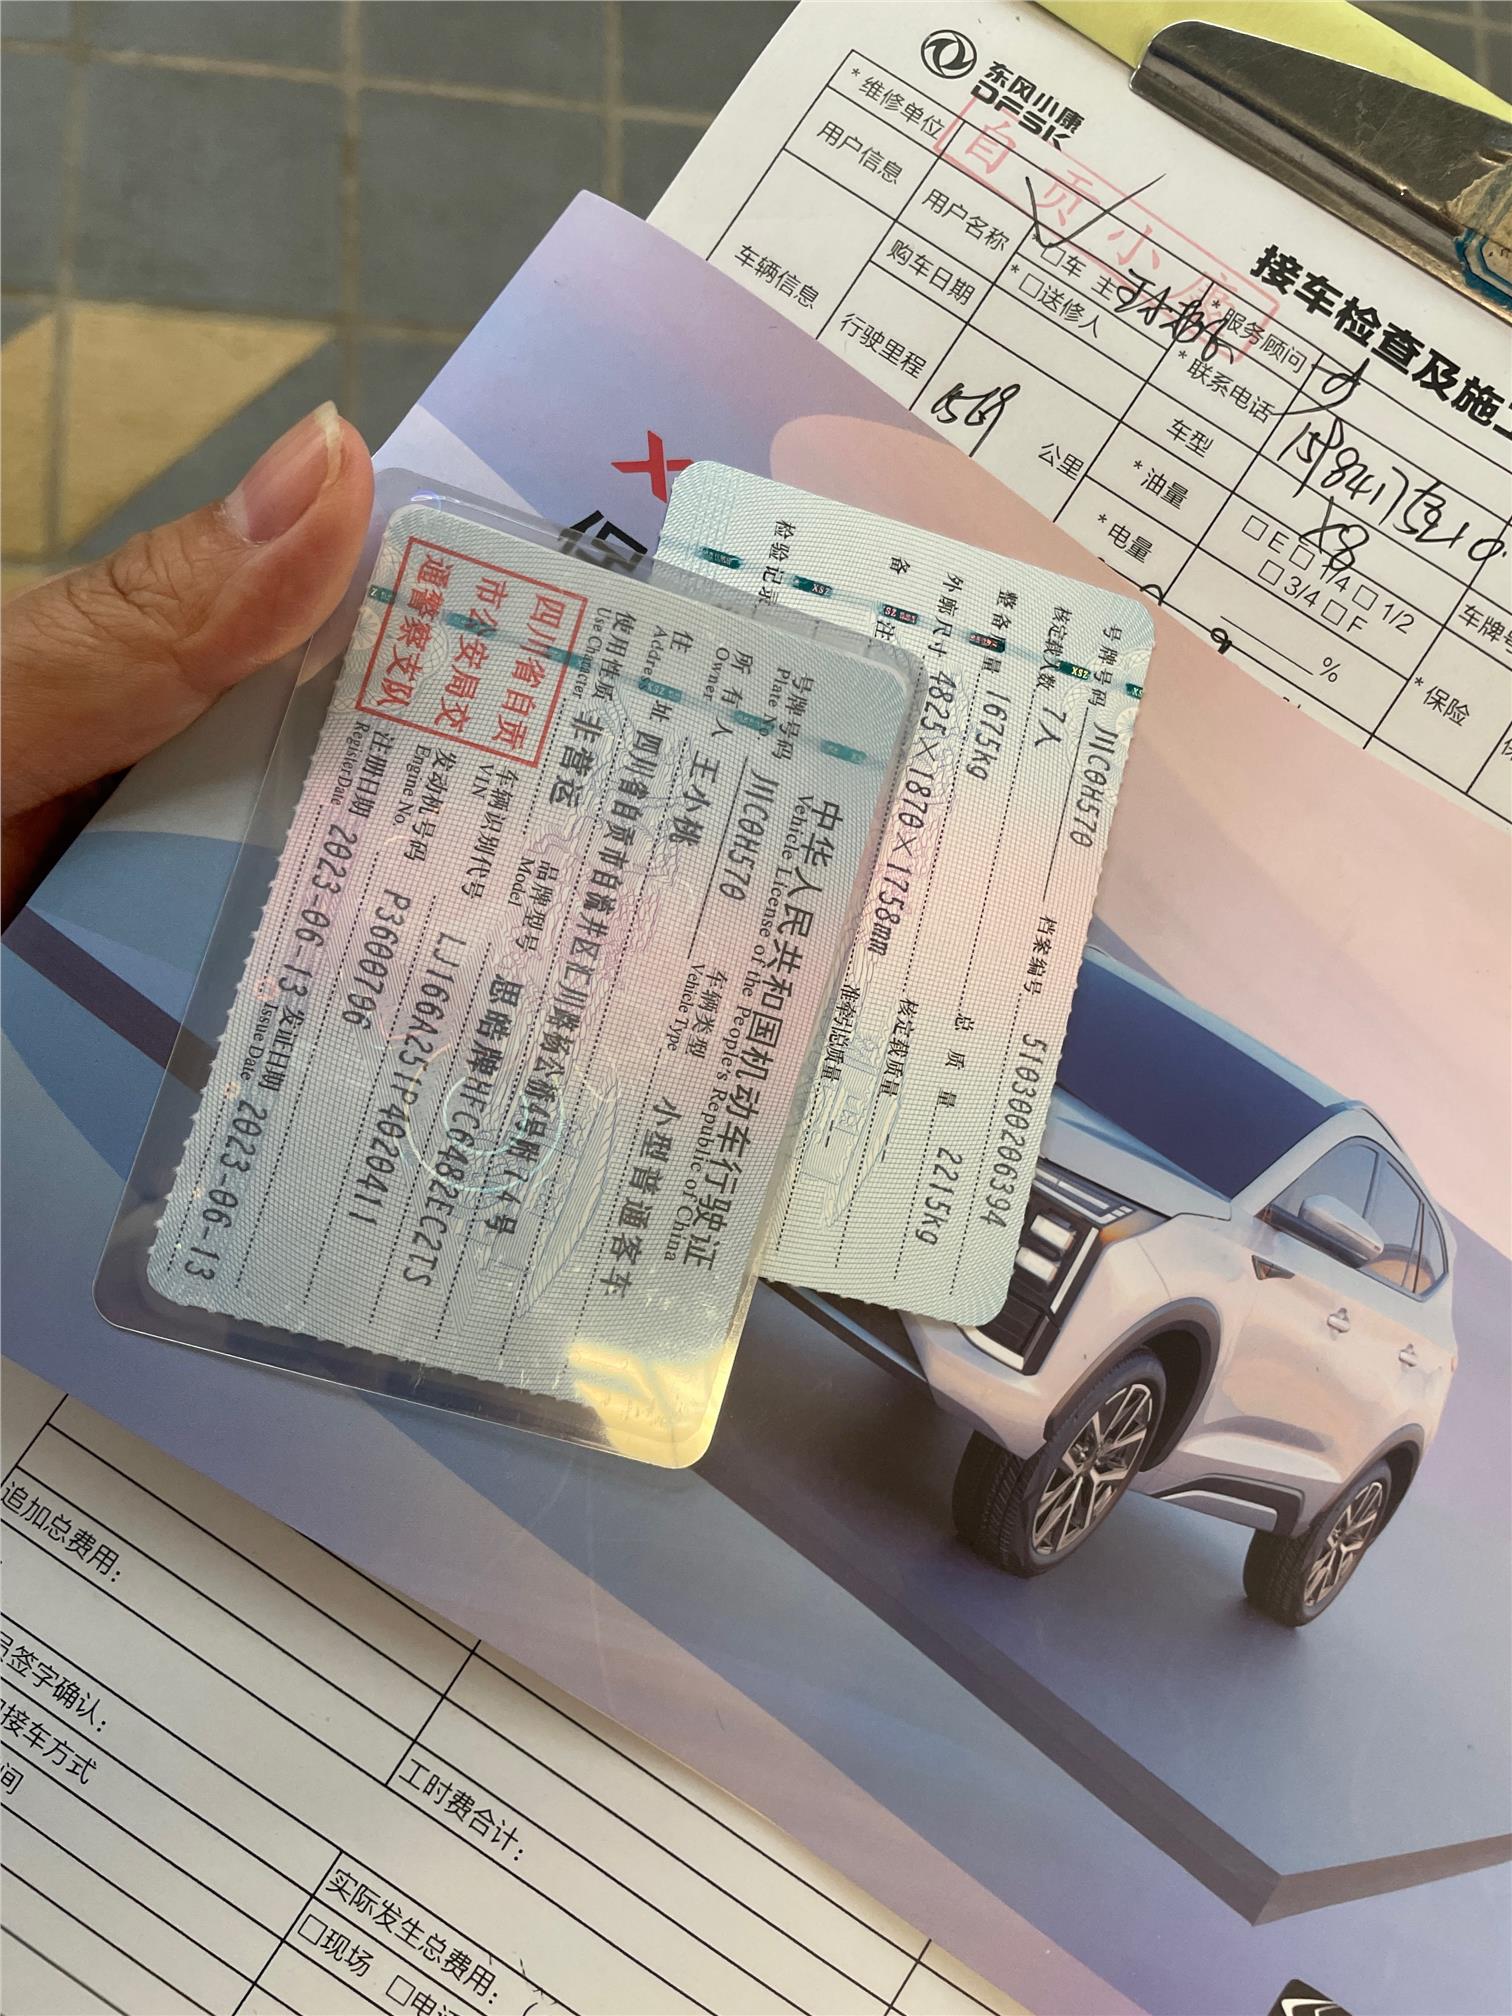 东风小康
DFSK
自贡小康
接车检查及施工
*维修单位
*服务顾问
用户信息
用户名称
*□车 主
*□送修人
*联系电话
车辆信息
购车日期
车型
8X
行驶里程
公里
*油量
□E □1/4 □1/2
□3/4 □F
*电量
%
*保险
X
中华人民共和国机动车行驶证
Vehicle License of the People's Republic of China
号牌号码
Plate No.
川C0H570
车辆类型
Vehicle Type
小型普通客车
所有人
Owner
王小桃
住 址
Address
使用性质
Use Character
非营运
品牌型号
Model
思皓牌HFC6482EC2TS
四川省自贡
市公安局交
通警察支队
车辆识别代号
VIN
LJ166A251P4020411
发动机号码
Engine No.
P3600706
注册日期
Register Date
2023-06-13
发证日期
Issue Date
2023-06-13
号牌号码
川C0H570
档案编号
510300206394
核定载人数
7人
总 质 量
2215kg
整备质量
1675kg
核定载质量
外廓尺寸
4825×1870×1758mm
准牵引总质量
备 注
检验记录
追加总费用：
员签字确认：
接车方式
间
工时费合计：
实际发生总费用：
□现场